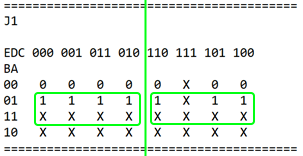 ================================
J1
EDC 000 001 011 010 110 111 101 100
BA
00 0 0 0 0 0 X 0 0
01 1 1 1 1 1 X 1 1
11 X X X X X X X X
10 X X X X X X X X
================================